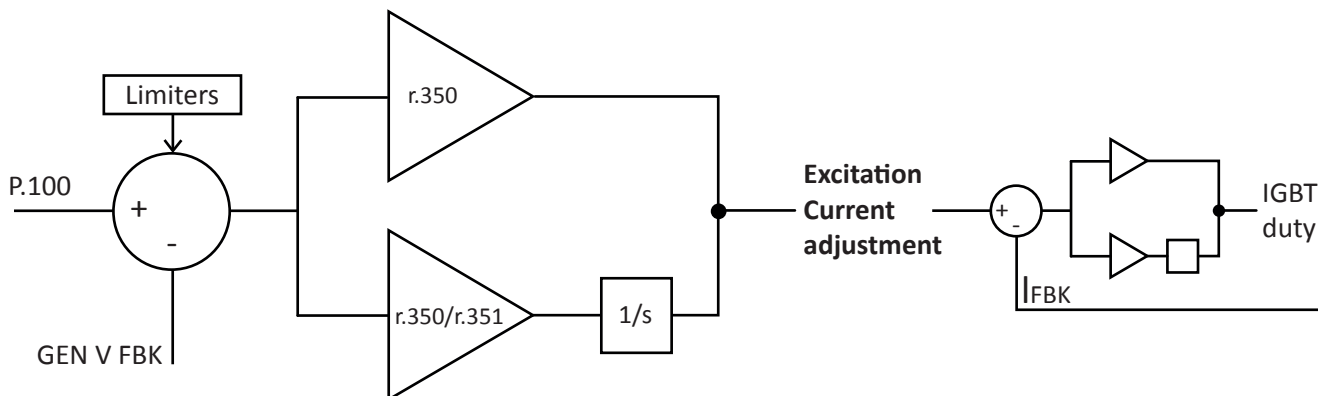 Limiters
r.350
P.100
+
-
GEN V FBK
r.350/r.351
1/s
Excitation
Current
adjustment
+
-
IFBK
IGBT
duty